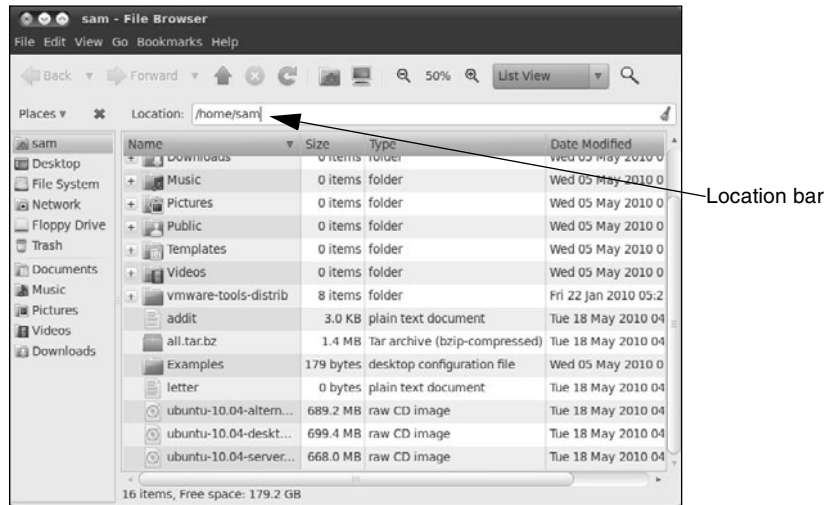 sam - File Browser
File Edit View Go Bookmarks Help
Back Forward 50% List View
Places Location: /home/sam
Location bar
sam
Desktop
File System
Network
Floppy Drive
Trash
Documents
Music
Pictures
Videos
Downloads
Name Size Type Date Modified
Downloads 0 items folder Wed 05 May 2010 0
Music 0 items folder Wed 05 May 2010 0
Pictures 0 items folder Wed 05 May 2010 0
Public 0 items folder Wed 05 May 2010 0
Templates 0 items folder Wed 05 May 2010 0
Videos 0 items folder Wed 05 May 2010 0
vmware-tools-distrib 8 items folder Fri 22 Jan 2010 05:2
addit 3.0 KB plain text document Tue 18 May 2010 04
all.tar.bz 1.4 MB Tar archive (bzip-compressed) Tue 18 May 2010 04
Examples 179 bytes desktop configuration file Wed 05 May 2010 0
letter 0 bytes plain text document Tue 18 May 2010 04
ubuntu-10.04-altern... 689.2 MB raw CD image Tue 18 May 2010 04
ubuntu-10.04-deskt... 699.4 MB raw CD image Tue 18 May 2010 04
ubuntu-10.04-server... 668.0 MB raw CD image Tue 18 May 2010 04
16 items, Free space: 179.2 GB